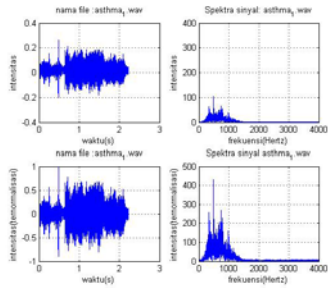 nama file :asthma₁.wav
0.4
0.2
0
-0.2
-0.4
intensitas
0 1 2 3
waktu(s)
Spektra sinyal: asthma₁.wav
400
300
200
100
0
intensitas
0 1000 2000 3000 4000
frekuensi(Hertz)
nama file :asthma₁.wav
1
0.5
0
-0.5
-1
intensitas(ternormalisasi)
0 1 2 3
waktu(s)
Spektra sinyal asthma₁.wav
500
400
300
200
100
0
intensitas(ternormalisasi)
0 1000 2000 3000 4000
frekuensi(Hertz)